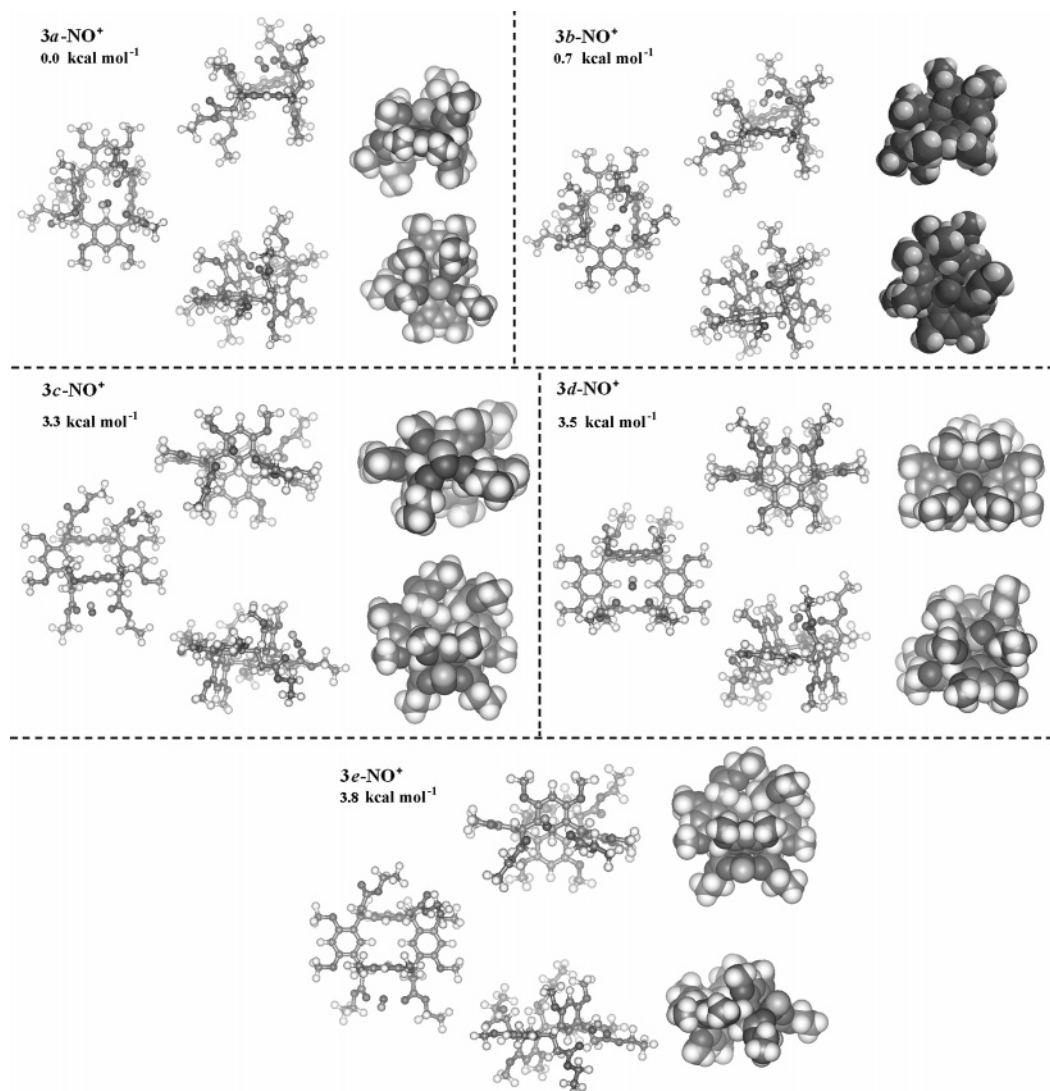 3a-NO⁺
0.0 kcal mol⁻¹
3b-NO⁺
0.7 kcal mol⁻¹
3c-NO⁺
3.3 kcal mol⁻¹
3d-NO⁺
3.5 kcal mol⁻¹
3e-NO⁺
3.8 kcal mol⁻¹